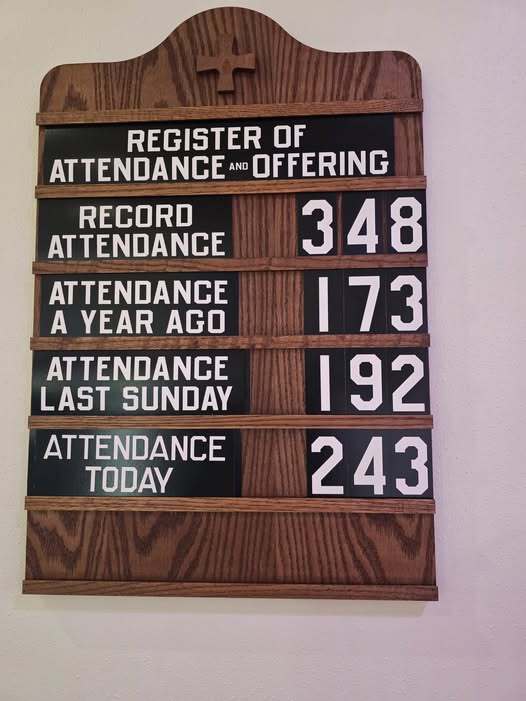 REGISTER OF
ATTENDANCE AND OFFERING
RECORD
ATTENDANCE
348
ATTENDANCE
A YEAR AGO
173
ATTENDANCE
LAST SUNDAY
192
ATTENDANCE
TODAY
243